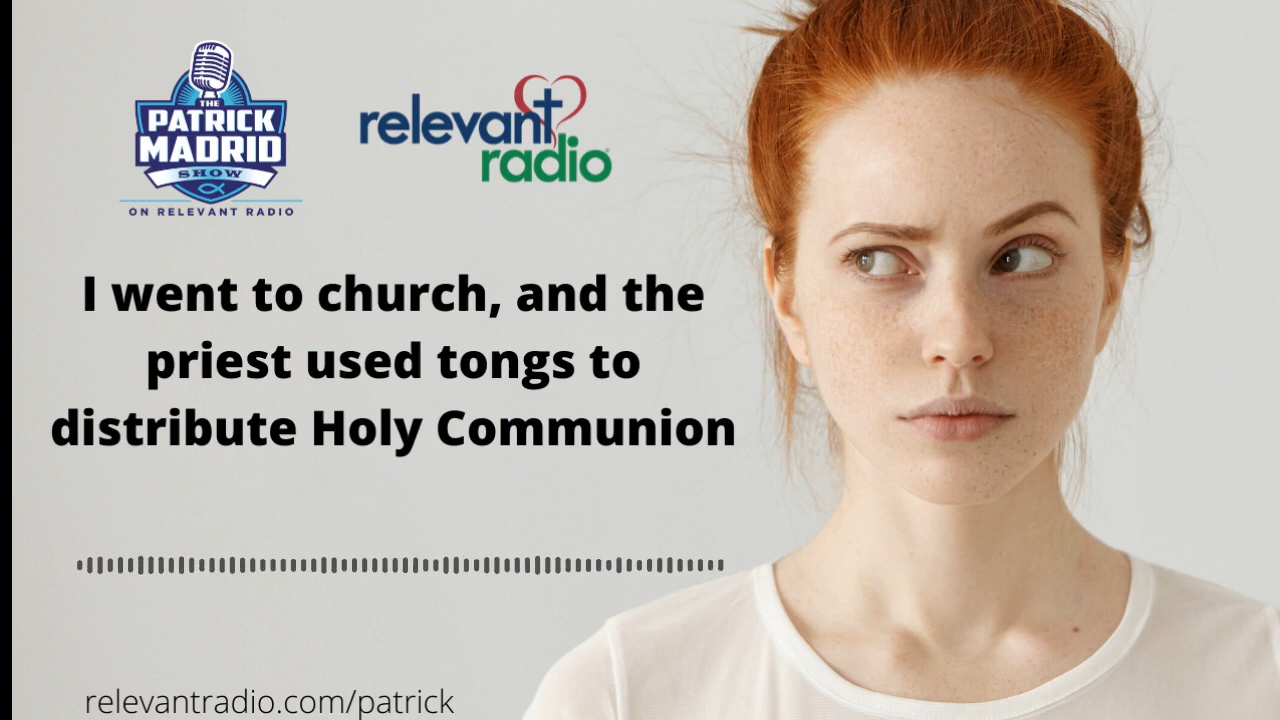 THE
PATRICK
MADRID
SHOW
ON RELEVANT RADIO
relevant
radio
I went to church, and the
priest used tongs to
distribute Holy Communion
relevantradio.com/patrick